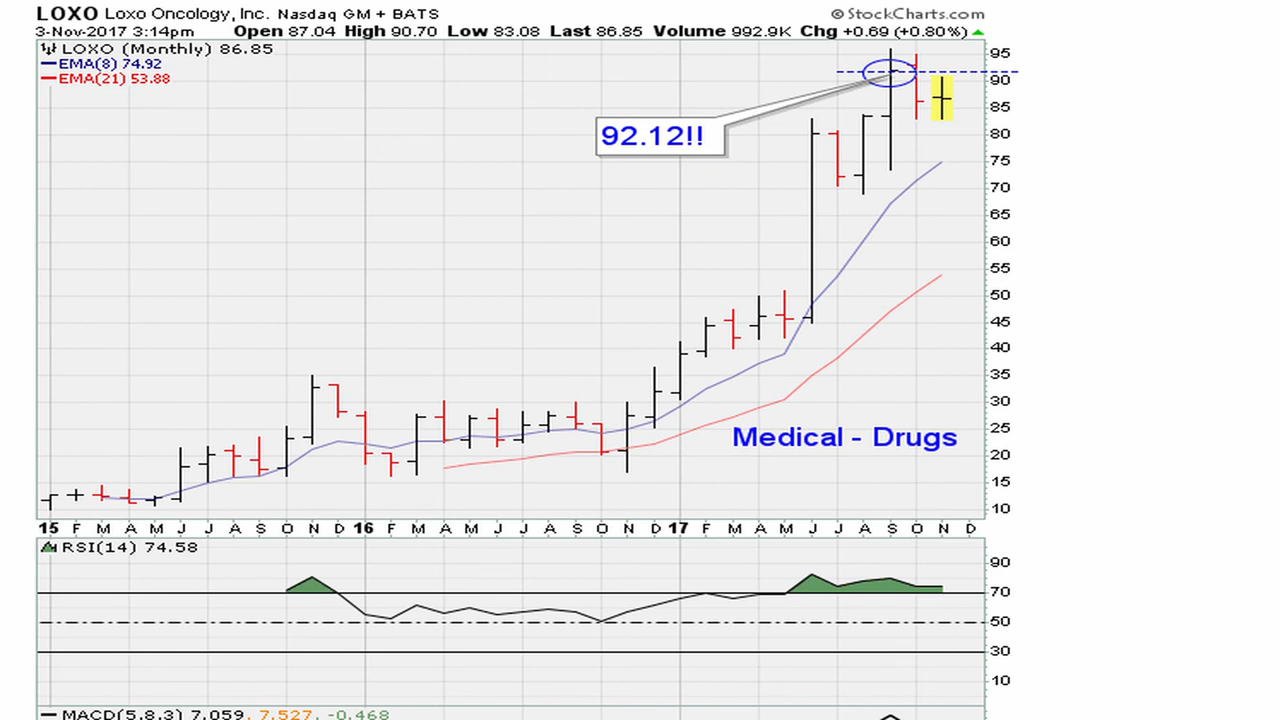 LOXO Loxo Oncology, Inc. Nasdaq GM + BATS © StockCharts.com
3-Nov-2017 3:14pm Open 87.04 High 90.70 Low 83.08 Last 86.85 Volume 992.9K Chg +0.69 (+0.80%)
LOXO (Monthly) 86.85
EMA(8) 74.92
EMA(21) 53.88
95
90
85
80
75
70
65
60
55
50
45
40
35
30
25
20
15
10
92.12!!
Medical - Drugs
15 F M A M J J A S O N D 16 F M A M J J A S O N D 17 F M A M J J A S O N D
RSI(14) 74.58
90
70
50
30
10
MACD(5,8,3) 7.059, 7.527, -0.468